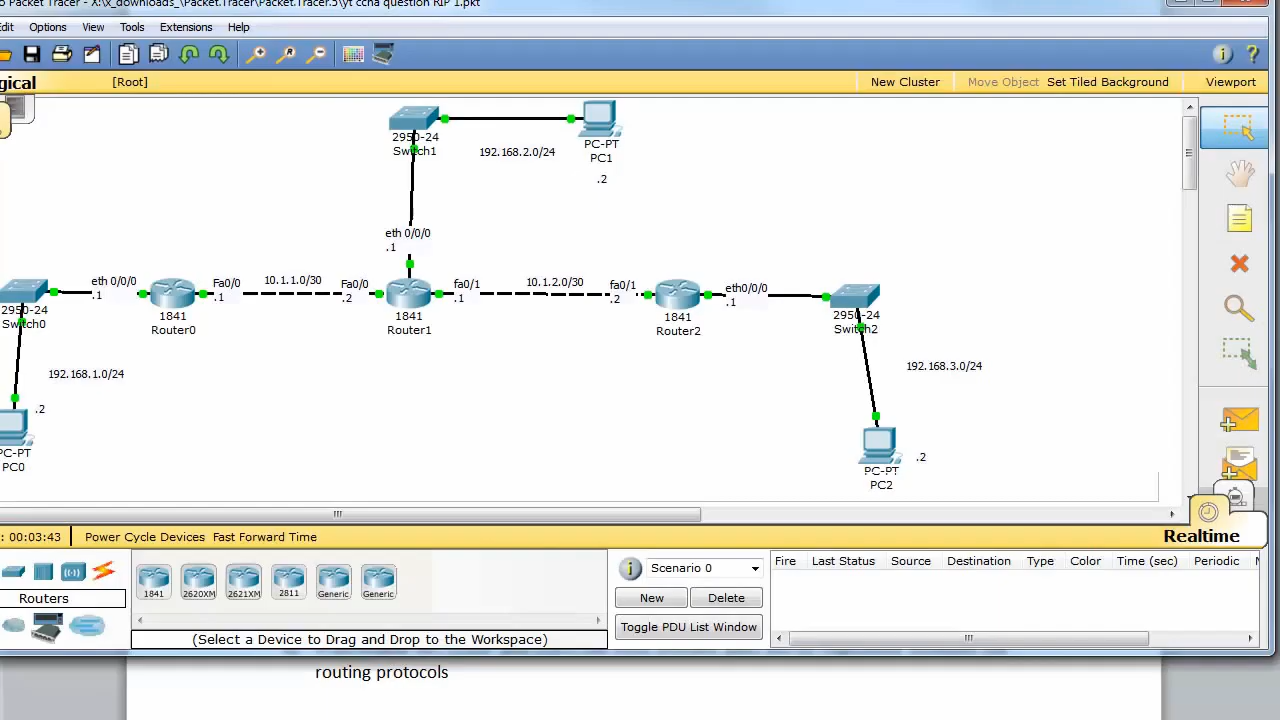 Packet Tracer - X:\x_downloads_\Packet.Tracer\Packet.Tracer.5\yt ccna question RIP 1.pkt
Edit Options View Tools Extensions Help
gical [Root] New Cluster Move Object Set Tiled Background Viewport
2950-24
Switch1
192.168.2.0/24
PC-PT
PC1
.2
eth 0/0/0
.1
eth 0/0/0
.1
Fa0/0
.1
10.1.1.0/30
Fa0/0
.2
fa0/1
.1
10.1.2.0/30
fa0/1
.2
eth0/0/0
.1
2950-24
Switch0
1841
Router0
1841
Router1
1841
Router2
2950-24
Switch2
192.168.1.0/24
192.168.3.0/24
.2
PC-PT
PC0
.2
PC-PT
PC2
: 00:03:43 Power Cycle Devices Fast Forward Time Realtime
Routers
1841 2620XM 2621XM 2811 Generic Generic
(Select a Device to Drag and Drop to the Workspace)
Scenario 0
New Delete
Toggle PDU List Window
Fire Last Status Source Destination Type Color Time (sec) Periodic
routing protocols